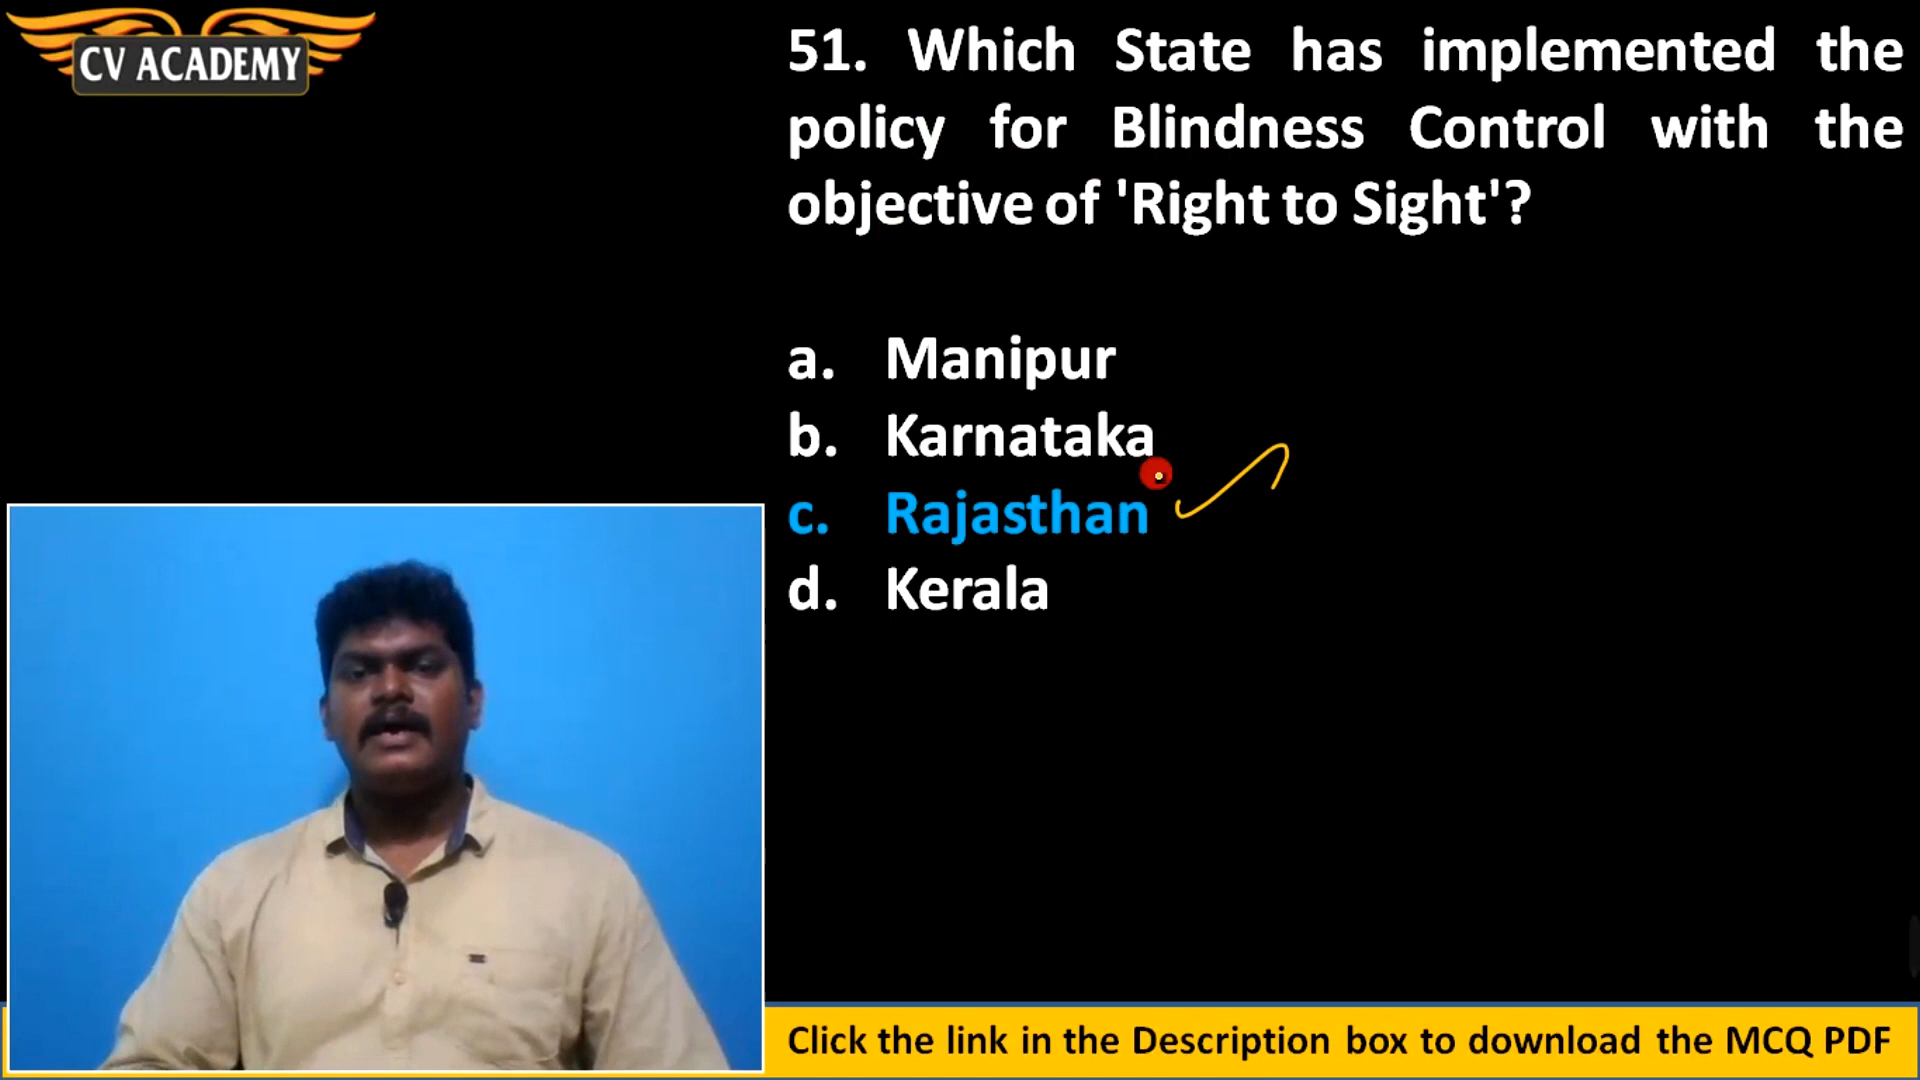 CV ACADEMY
51. Which State has implemented the
policy for Blindness Control with the
objective of 'Right to Sight'?
a. Manipur
b. Karnataka
c. Rajasthan
d. Kerala
Click the link in the Description box to download the MCQ PDF